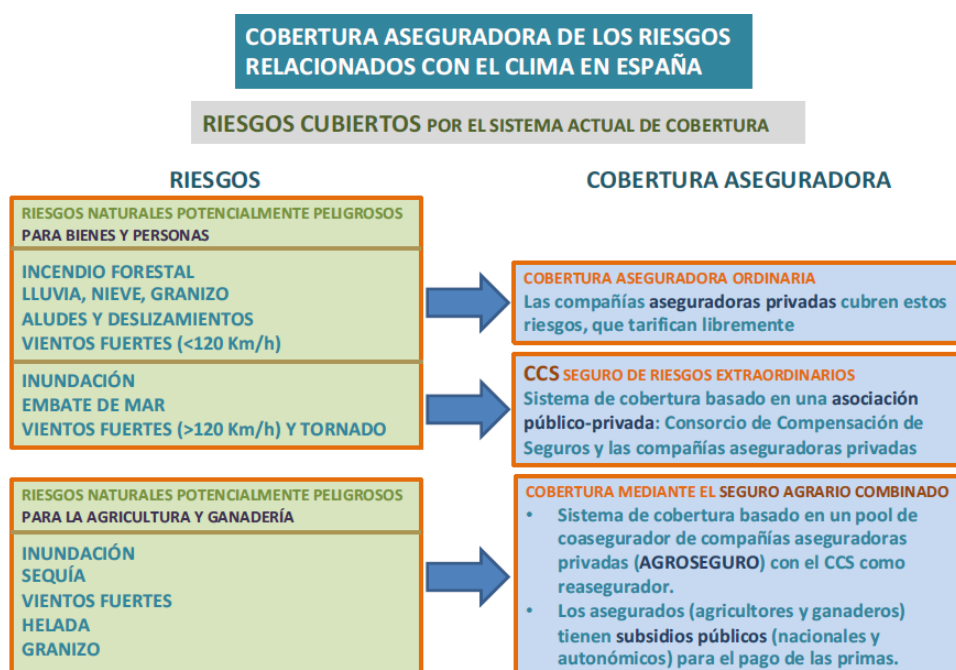 COBERTURA ASEGURADORA DE LOS RIESGOS
RELACIONADOS CON EL CLIMA EN ESPAÑA
RIESGOS CUBIERTOS POR EL SISTEMA ACTUAL DE COBERTURA
RIESGOS
RIESGOS NATURALES POTENCIALMENTE PELIGROSOS
PARA BIENES Y PERSONAS
INCENDIO FORESTAL
LLUVIA, NIEVE, GRANIZO
ALUDES Y DESLIZAMIENTOS
VIENTOS FUERTES (<120 Km/h)
INUNDACIÓN
EMBATE DE MAR
VIENTOS FUERTES (>120 Km/h) Y TORNADO
RIESGOS NATURALES POTENCIALMENTE PELIGROSOS
PARA LA AGRICULTURA Y GANADERÍA
INUNDACIÓN
SEQUÍA
VIENTOS FUERTES
HELADA
GRANIZO
COBERTURA ASEGURADORA
COBERTURA ASEGURADORA ORDINARIA
Las compañías aseguradoras privadas cubren estos
riesgos, que tarifican libremente
CCS SEGURO DE RIESGOS EXTRAORDINARIOS
Sistema de cobertura basado en una asociación
público-privada: Consorcio de Compensación de
Seguros y las compañías aseguradoras privadas
COBERTURA MEDIANTE EL SEGURO AGRARIO COMBINADO
• Sistema de cobertura basado en un pool de
coasegurador de compañías aseguradoras
privadas (AGROSEGURO) con el CCS como
reasegurador.
• Los asegurados (agricultores y ganaderos)
tienen subsidios públicos (nacionales y
autonómicos) para el pago de las primas.